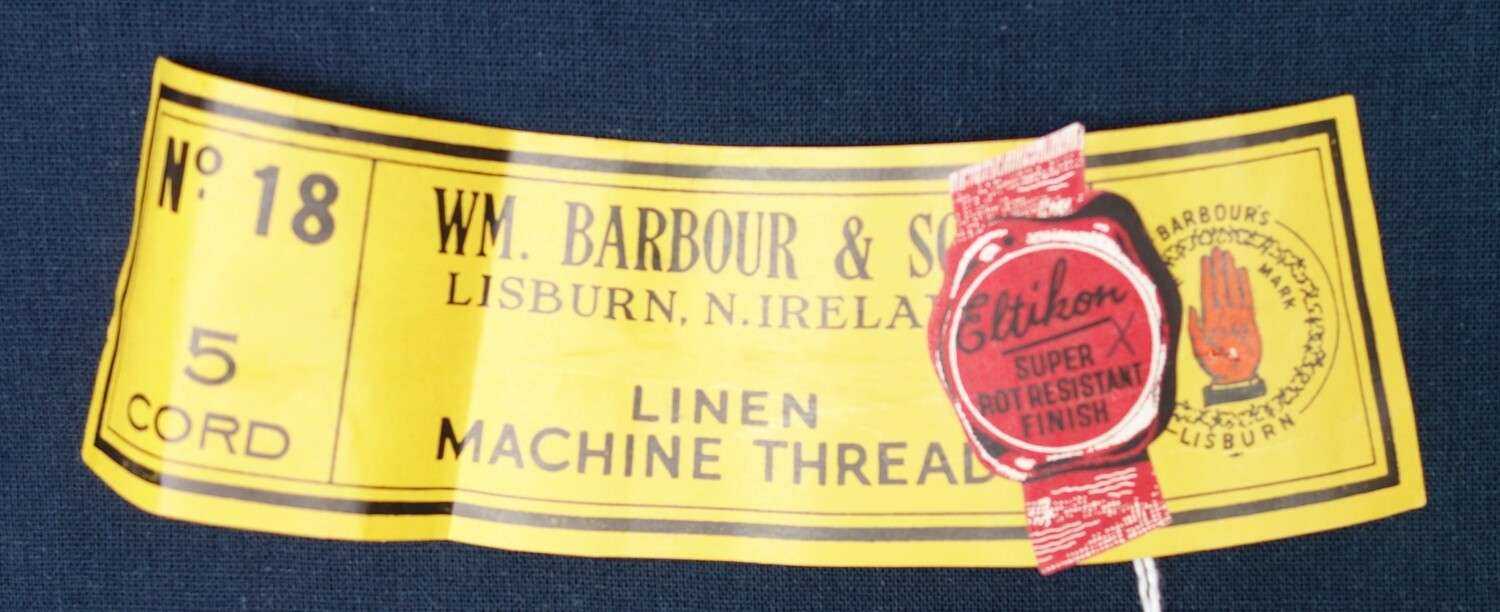 Nº 18
5
CORD
WM. BARBOUR & SO
LISBURN, N. IRELA
LINEN
MACHINE THREAD
Eltikon
X
SUPER
ROT RESISTANT
FINISH
BARBOUR'S
MARK
LISBURN